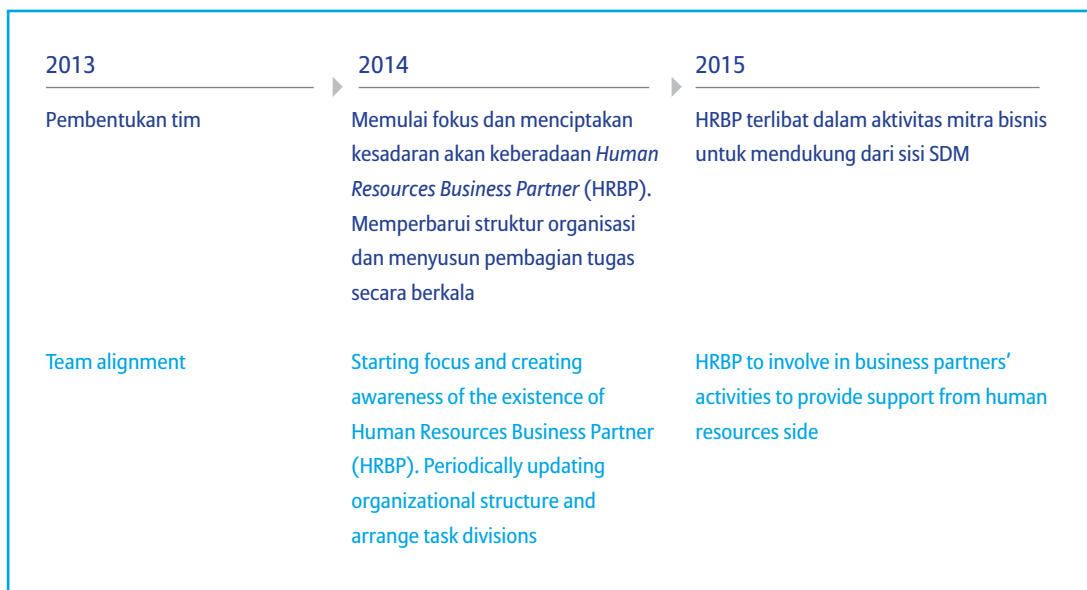 2013
Pembentukan tim
2014
Memulai fokus dan menciptakan
kesadaran akan keberadaan Human
Resources Business Partner (HRBP).
Memperbarui struktur organisasi
dan menyusun pembagian tugas
secara berkala
2015
HRBP terlibat dalam aktivitas mitra bisnis
untuk mendukung dari sisi SDM
Team alignment
Starting focus and creating
awareness of the existence of
Human Resources Business Partner
(HRBP). Periodically updating
organizational structure and
arrange task divisions
HRBP to involve in business partners’
activities to provide support from human
resources side